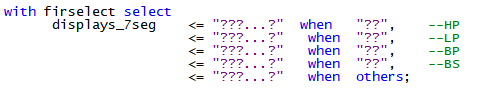 with firselect select
displays_7seg <= "???...?" when "??", --HP
<= "???...?" when "??", --LP
<= "???...?" when "??", --BP
<= "???...?" when "??", --BS
<= "???...?" when others;